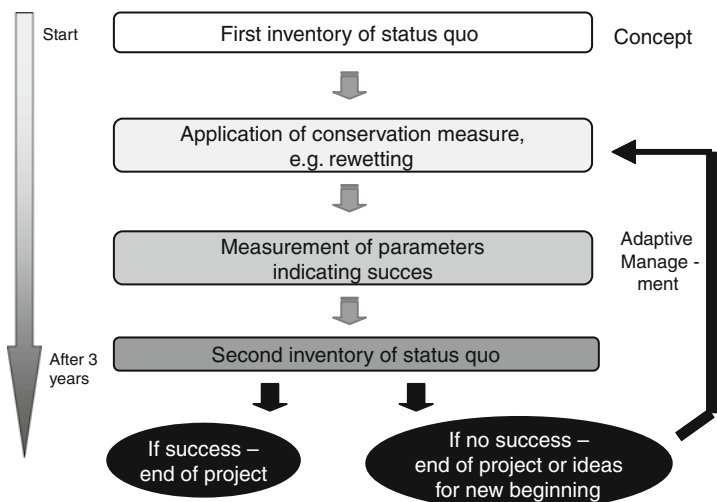 Start
First inventory of status quo
Concept
Application of conservation measure,
e.g. rewetting
Measurement of parameters
indicating succes
Adaptive
Manage -
ment
After 3
years
Second inventory of status quo
If success –
end of project
If no success –
end of project or ideas
for new beginning